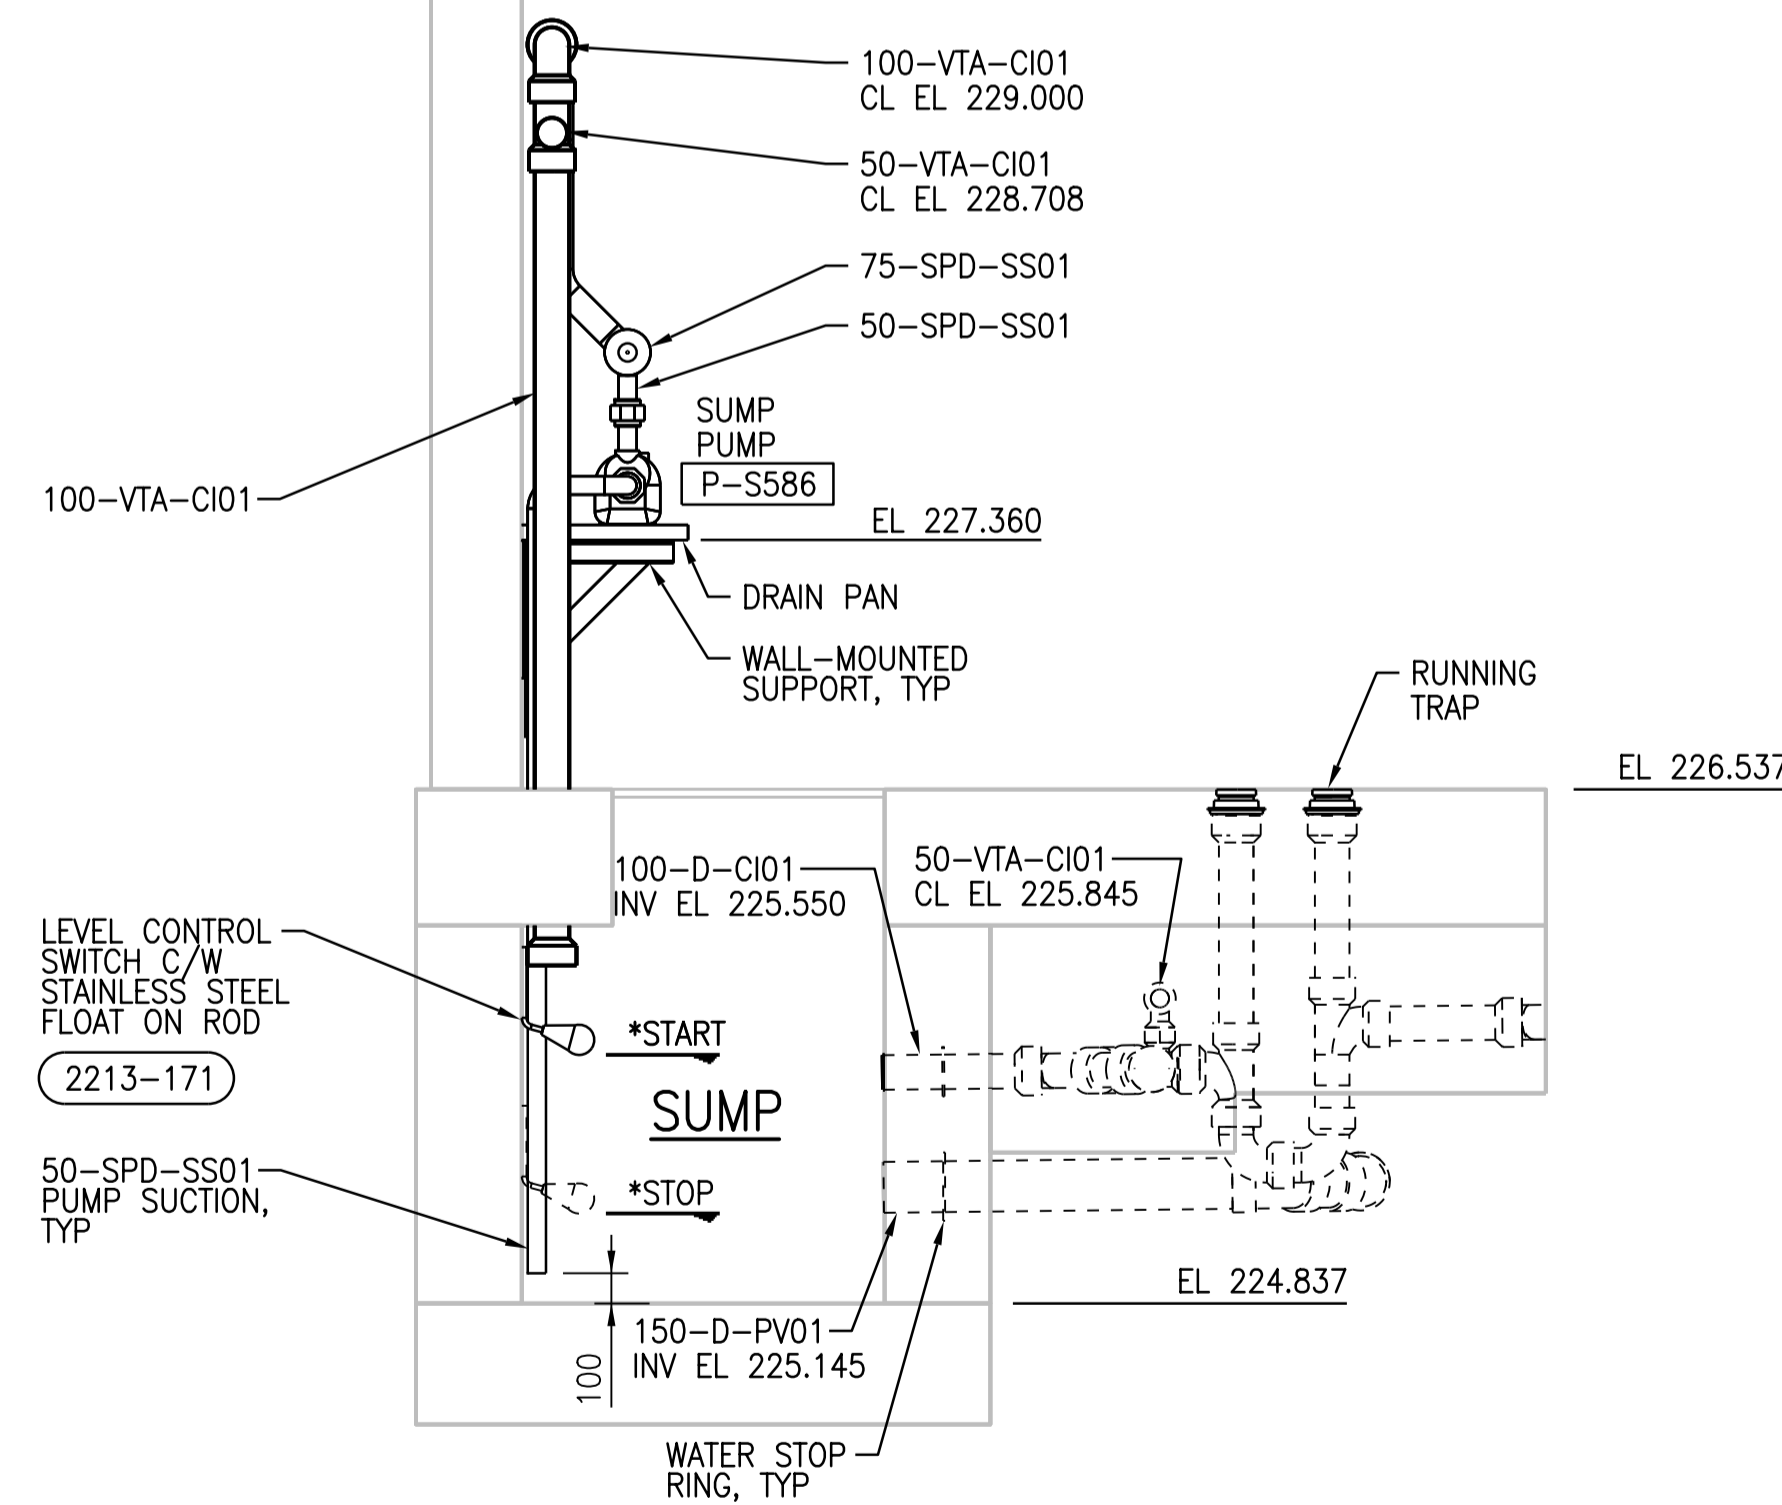 100-VTA-CI01
CL EL 229.000
50-VTA-CI01
CL EL 228.708
75-SPD-SS01
50-SPD-SS01
SUMP
PUMP
P-S586
100-VTA-CI01
EL 227.360
DRAIN PAN
WALL-MOUNTED
SUPPORT, TYP
RUNNING
TRAP
EL 226.537
100-D-CI01
INV EL 225.550
50-VTA-CI01
CL EL 225.845
LEVEL CONTROL
SWITCH C/W
STAINLESS STEEL
FLOAT ON ROD
2213-171
*START
SUMP
50-SPD-SS01
PUMP SUCTION,
TYP
*STOP
EL 224.837
100
150-D-PV01
INV EL 225.145
WATER STOP
RING, TYP